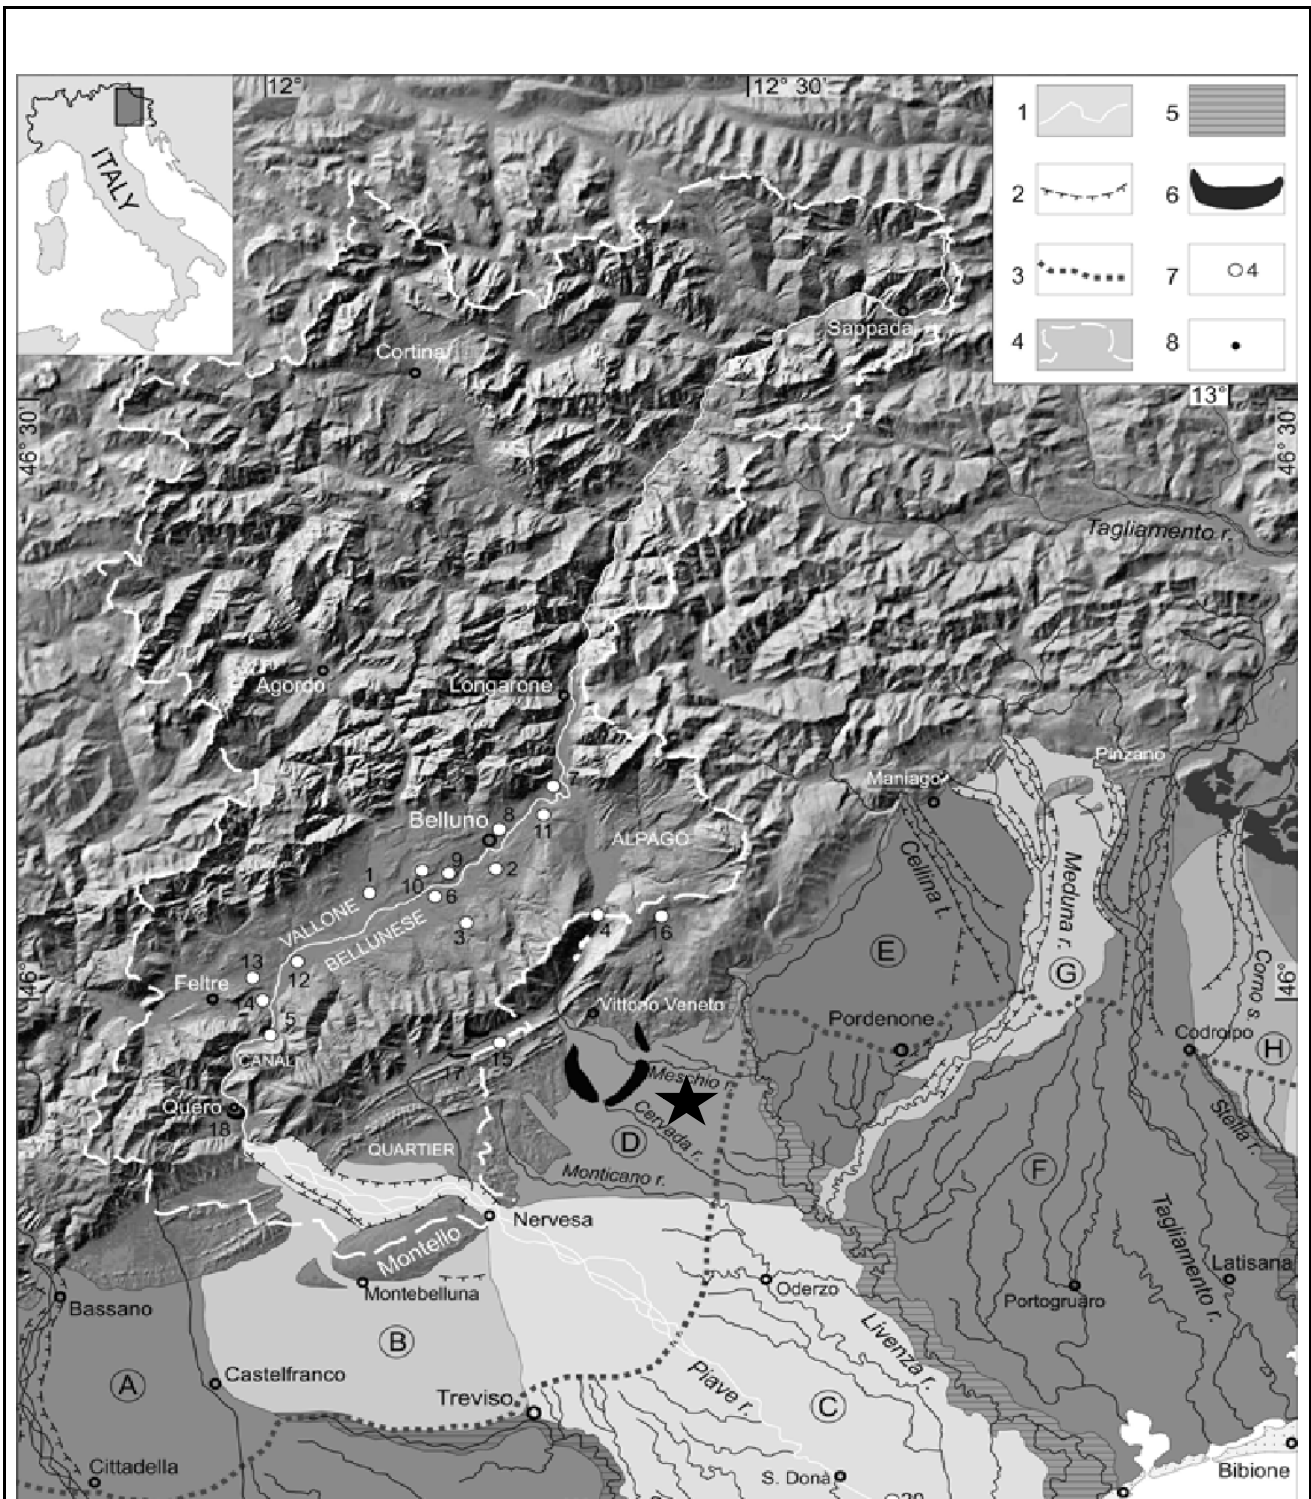 12°
12° 30'
1
5
2
6
3
7
4
4
8
ITALY
13°
46° 30'
46° 30'
Sappada
Cortina
Tagliamento r.
Agordo
Longarone
Pinzano
Maniago
7
Belluno
8
11
ALPAGO
Cellina t.
Meduna r.
1
10
9
2
6
VALLONE
BELLUNESE
3
4
16
E
G
Corno s.
46°
46°
13
12
Feltre
14
5
Vittorio Veneto
Pordenone
Codroipo
H
CANAL
15
17
Meschio r.
Quero
18
Cervada r.
D
Stella r.
QUARTIER
Monticano r.
F
Nervesa
Montello
Tagliamento r.
Latisana
Bassano
Montebelluna
Oderzo
Portogruaro
B
Livenza r.
A
Castelfranco
Treviso
Piave r.
C
Cittadella
S. Donà
Bibione
20